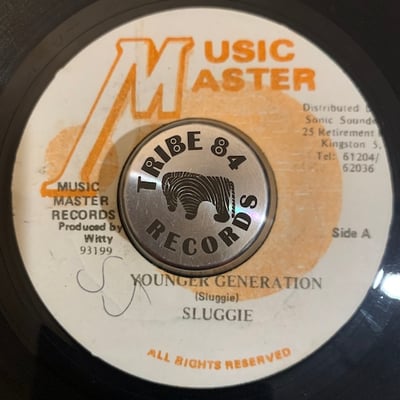 MUSIC
MASTER
Distributed
Sonic Sounds
25 Retirement
Kingston 5,
Tel: 61204/
62036
TRIBE 84
RECORDS
MUSIC
MASTER
RECORDS
Produced by
Witty
93199
Side A
YOUNGER GENERATION
(Sluggie)
SLUGGIE
ALL RIGHTS RESERVED